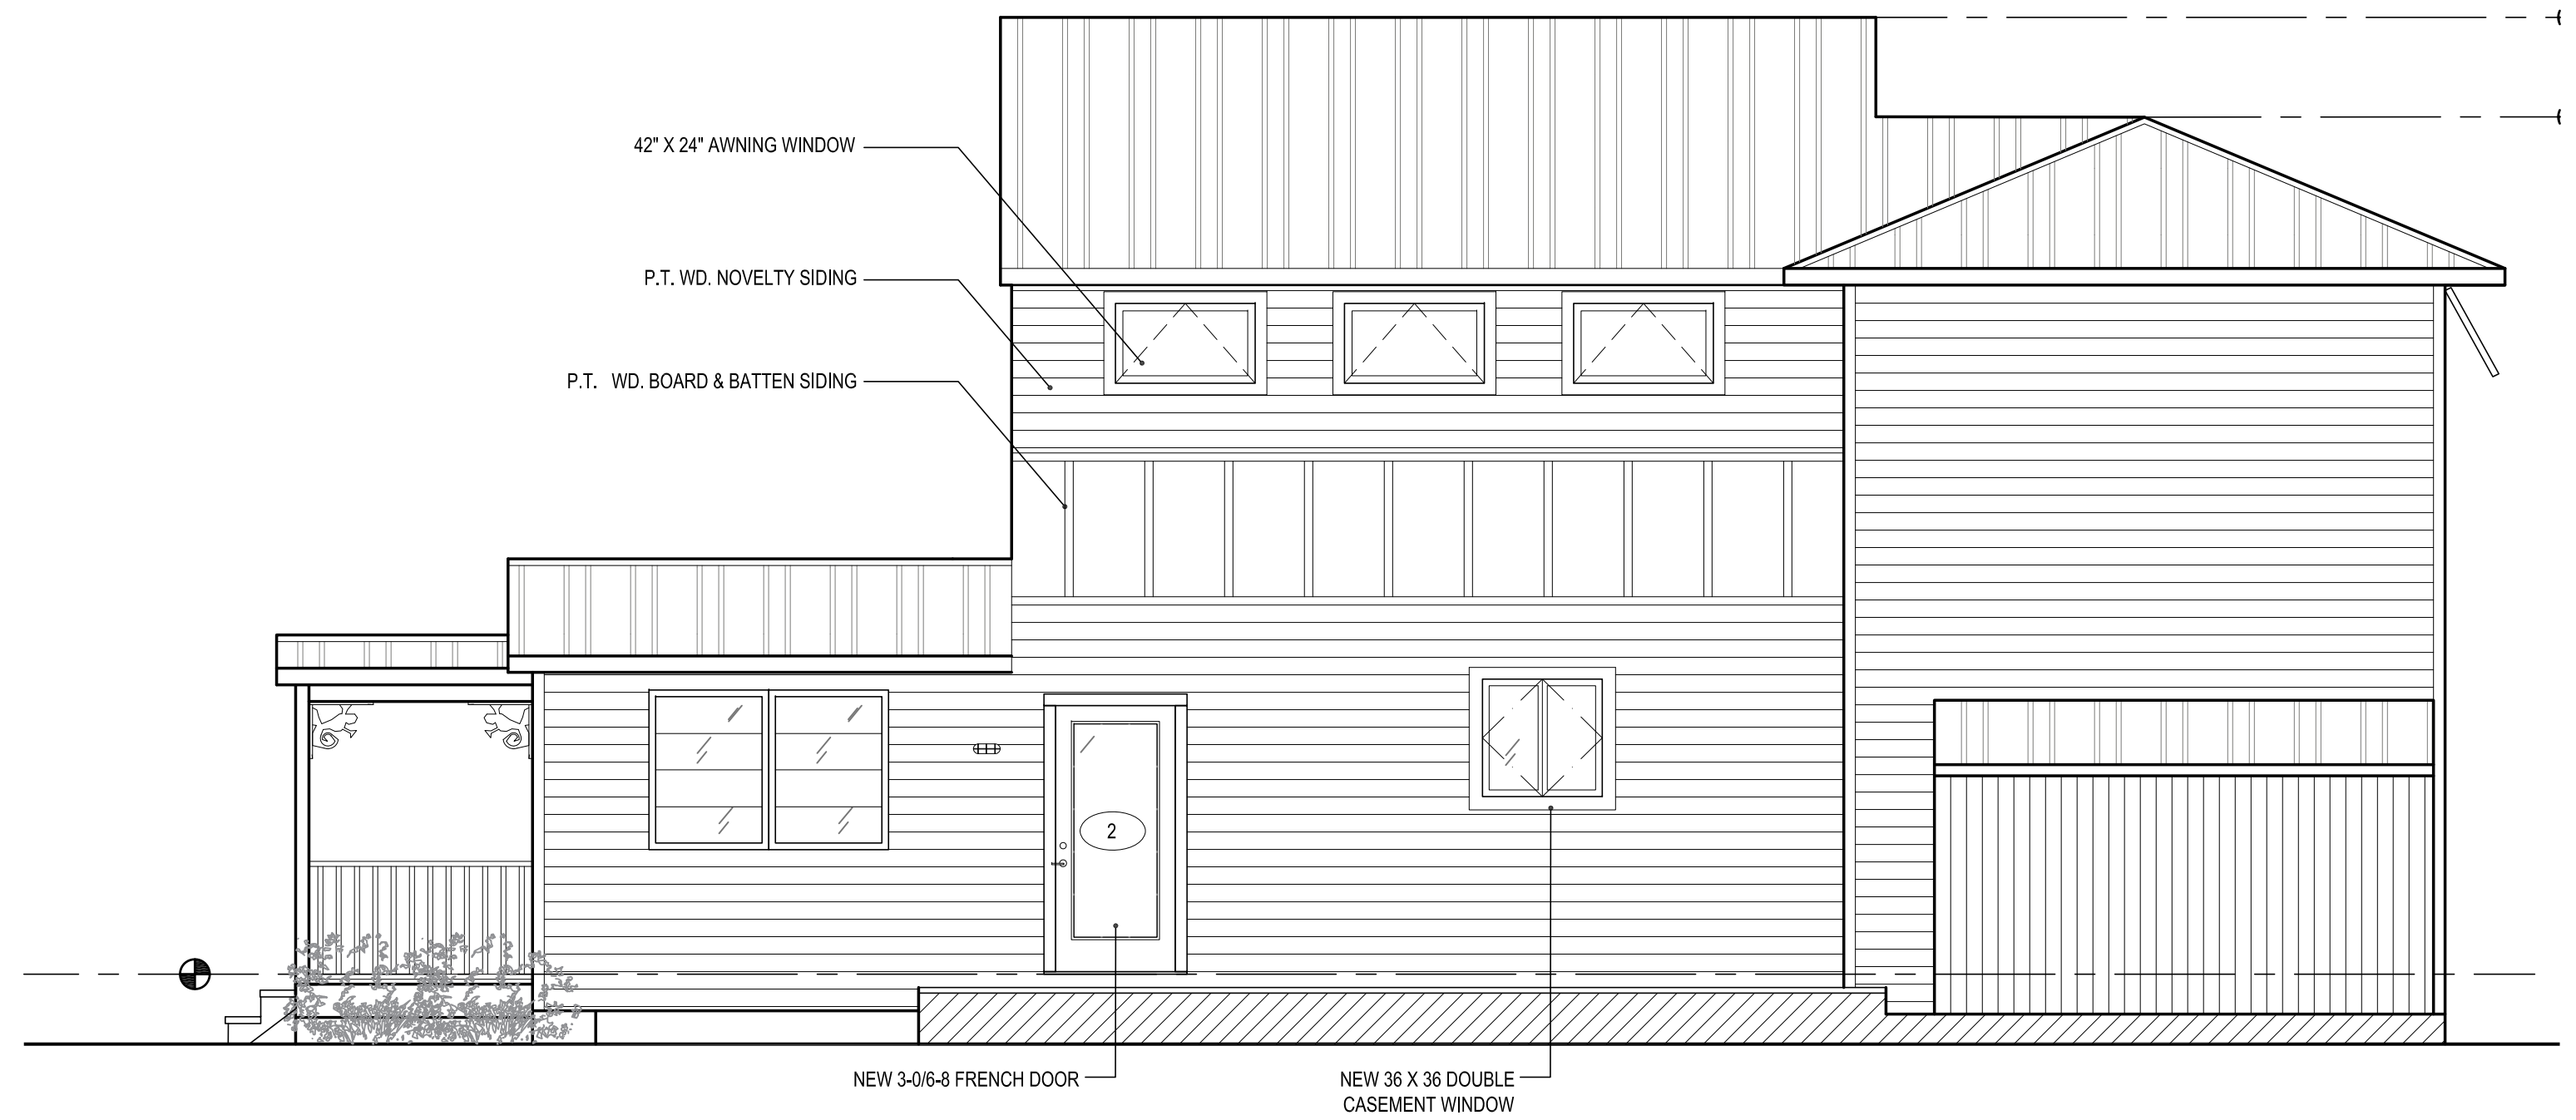 42" X 24" AWNING WINDOW
P.T. WD. NOVELTY SIDING
P.T. WD. BOARD & BATTEN SIDING
2
NEW 3-0/6-8 FRENCH DOOR
NEW 36 X 36 DOUBLE
CASEMENT WINDOW